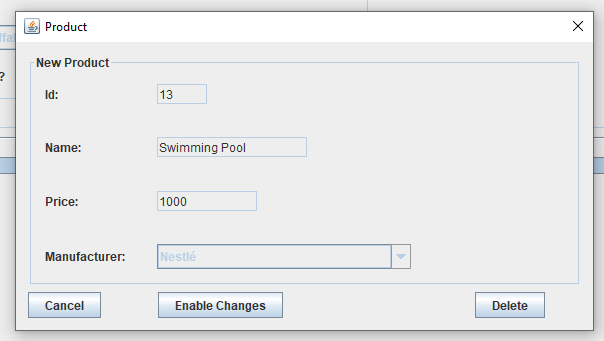 Product
New Product
Id: 13
Name: Swimming Pool
Price: 1000
Manufacturer: Nestlé
Cancel Enable Changes Delete
?